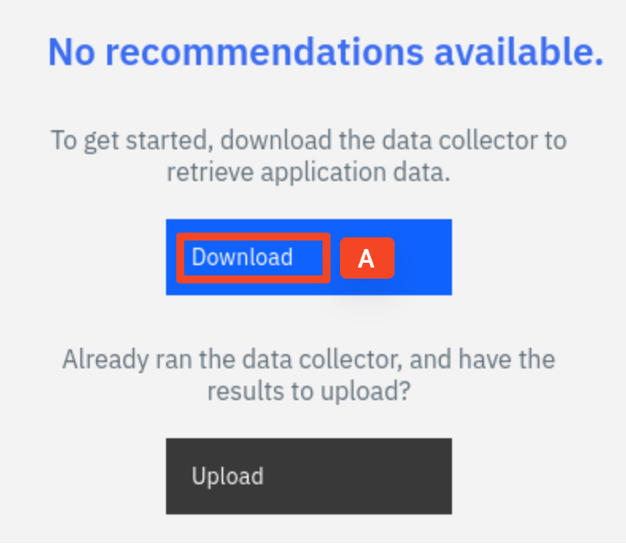 No recommendations available.
To get started, download the data collector to
retrieve application data.
Download
A
Already ran the data collector, and have the
results to upload?
Upload